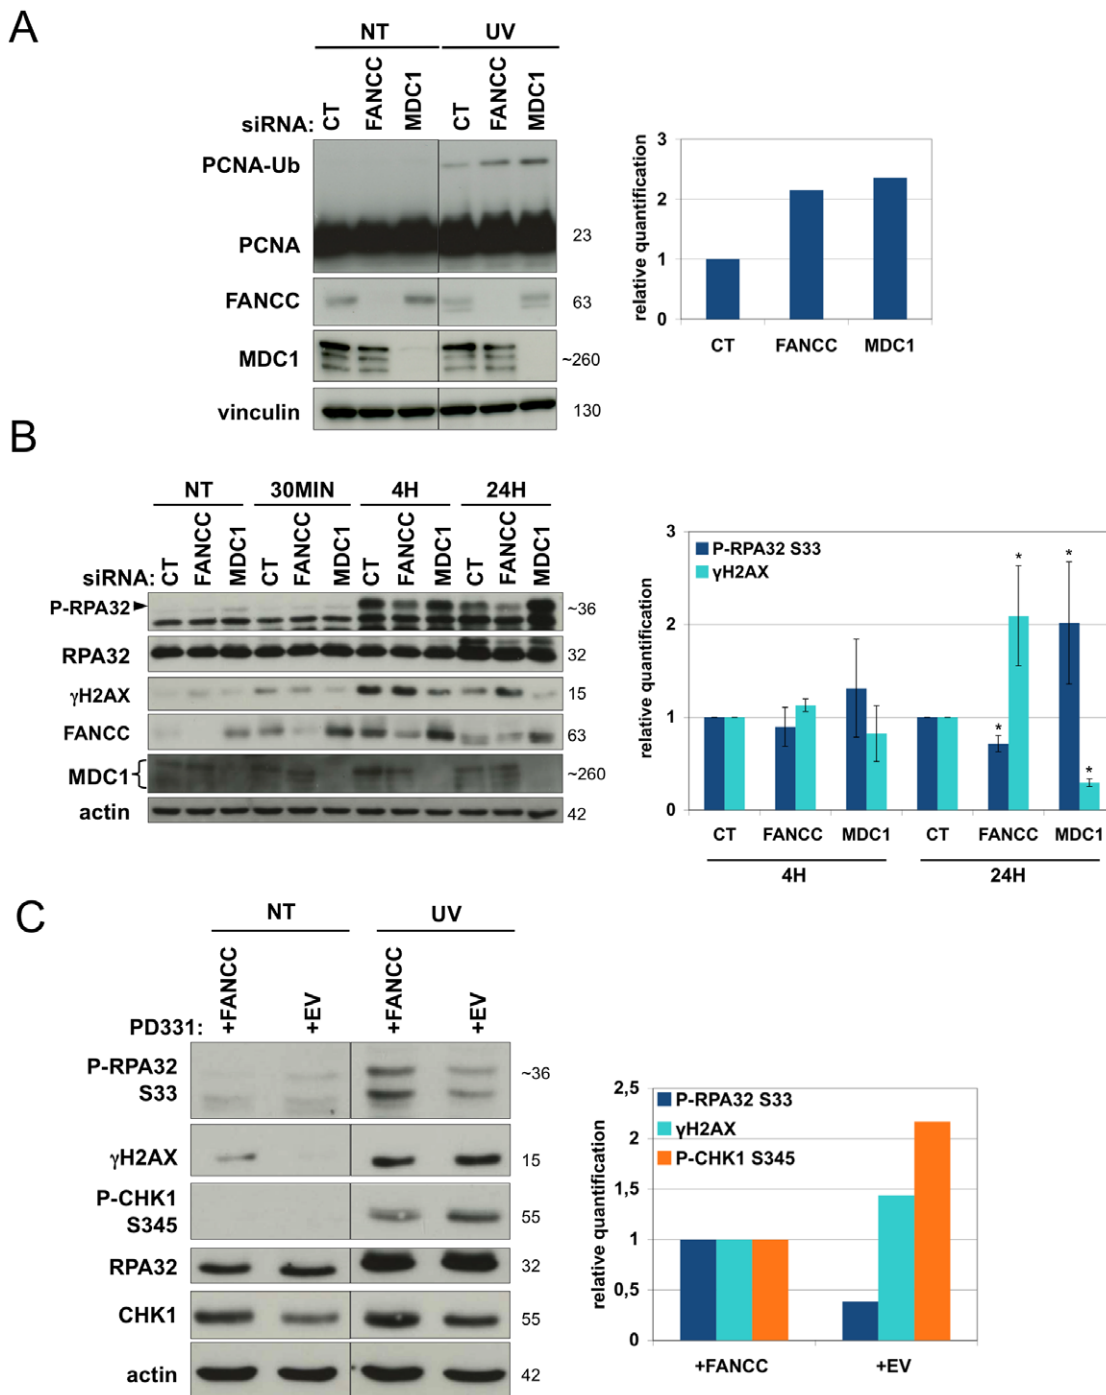 A
NT UV
siRNA: CT FANCC MDC1 CT FANCC MDC1
PCNA-Ub
PCNA 23
FANCC 63
MDC1 ~260
vinculin 130
relative quantification
3
2
1
0
CT FANCC MDC1
B
NT 30MIN 4H 24H
siRNA: CT FANCC MDC1 CT FANCC MDC1 CT FANCC MDC1 CT FANCC MDC1
P-RPA32 ~36
RPA32 32
γH2AX 15
FANCC 63
MDC1 ~260
actin 42
relative quantification
3
2
1
0
P-RPA32 S33
γH2AX
* * * *
CT FANCC MDC1 CT FANCC MDC1
4H 24H
C
NT UV
PD331: +FANCC +EV +FANCC +EV
P-RPA32
S33 ~36
γH2AX 15
P-CHK1
S345 55
RPA32 32
CHK1 55
actin 42
relative quantification
2,5
2
1,5
1
0,5
0
P-RPA32 S33
γH2AX
P-CHK1 S345
+FANCC +EV